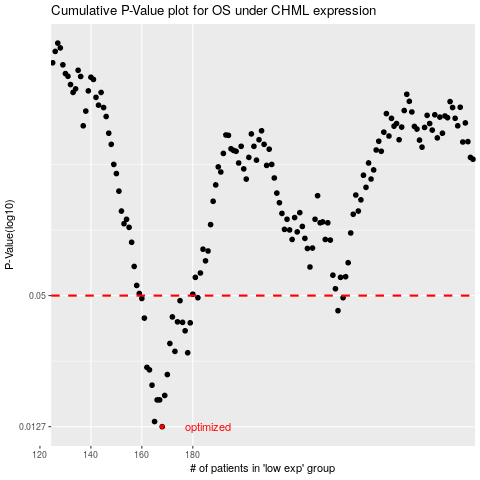 Cumulative P-Value plot for OS under CHML expression
P-Value(log10)
0.05
0.0127
optimized
120 140 160 180
# of patients in 'low exp' group